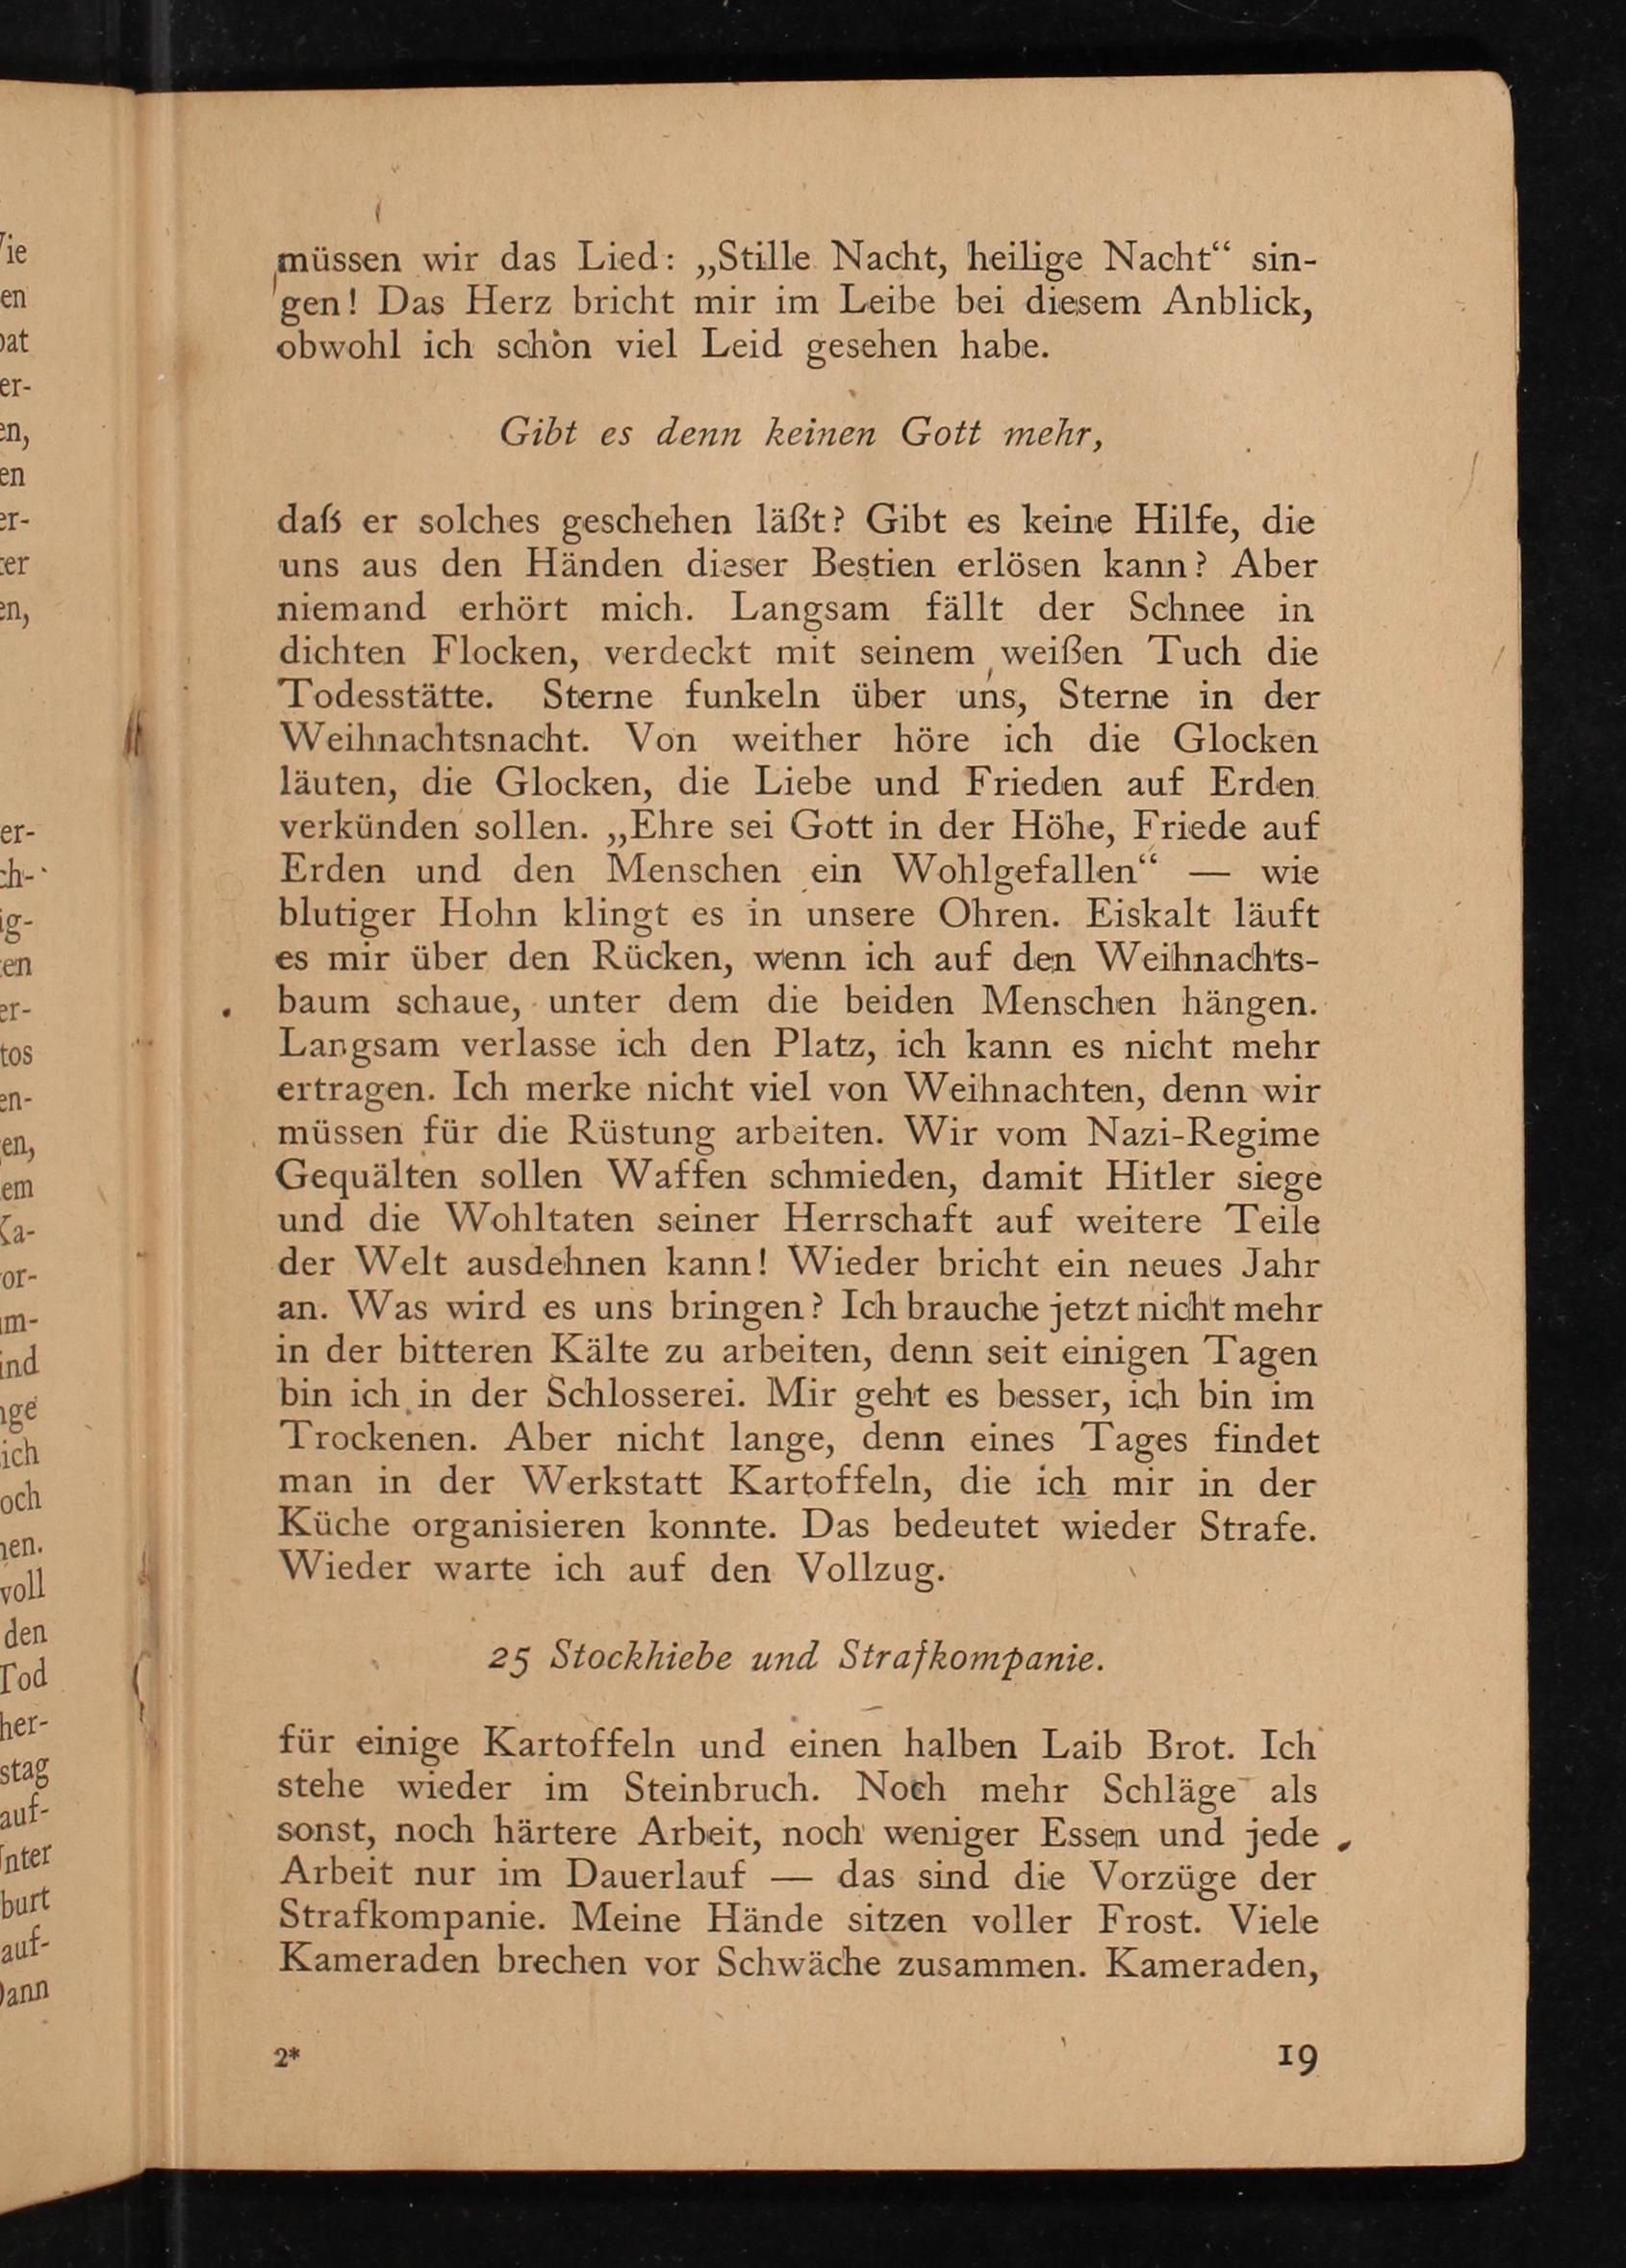 müssen wir das Lied: „Stille Nacht, heilige Nacht“ sin-
gen! Das Herz bricht mir im Leibe bei diesem Anblick,
obwohl ich schon viel Leid gesehen habe.
Gibt es denn keinen Gott mehr,
daß er solches geschehen läßt? Gibt es keine Hilfe, die
uns aus den Händen dieser Bestien erlösen kann? Aber
niemand erhört mich. Langsam fällt der Schnee in
dichten Flocken, verdeckt mit seinem weißen Tuch die
Todesstätte. Sterne funkeln über uns, Sterne in der
Weihnachtsnacht. Von weither höre ich die Glocken
läuten, die Glocken, die Liebe und Frieden auf Erden
verkünden sollen. „Ehre sei Gott in der Höhe, Friede auf
Erden und den Menschen ein Wohlgefallen“ — wie
blutiger Hohn klingt es in unsere Ohren. Eiskalt läuft
es mir über den Rücken, wenn ich auf den Weihnachts-
baum schaue, unter dem die beiden Menschen hängen.
Langsam verlasse ich den Platz, ich kann es nicht mehr
ertragen. Ich merke nicht viel von Weihnachten, denn wir
müssen für die Rüstung arbeiten. Wir vom Nazi-Regime
Gequälten sollen Waffen schmieden, damit Hitler siege
und die Wohltaten seiner Herrschaft auf weitere Teile
der Welt ausdehnen kann! Wieder bricht ein neues Jahr
an. Was wird es uns bringen? Ich brauche jetzt nicht mehr
in der bitteren Kälte zu arbeiten, denn seit einigen Tagen
bin ich in der Schlosserei. Mir geht es besser, ich bin im
Trockenen. Aber nicht lange, denn eines Tages findet
man in der Werkstatt Kartoffeln, die ich mir in der
Küche organisieren konnte. Das bedeutet wieder Strafe.
Wieder warte ich auf den Vollzug.
25 Stockhiebe und Strafkompanie.
für einige Kartoffeln und einen halben Laib Brot. Ich
stehe wieder im Steinbruch. Noch mehr Schläge als
sonst, noch härtere Arbeit, noch weniger Essen und jede
Arbeit nur im Dauerlauf — das sind die Vorzüge der
Strafkompanie. Meine Hände sitzen voller Frost. Viele
Kameraden brechen vor Schwäche zusammen. Kameraden,
2*
19